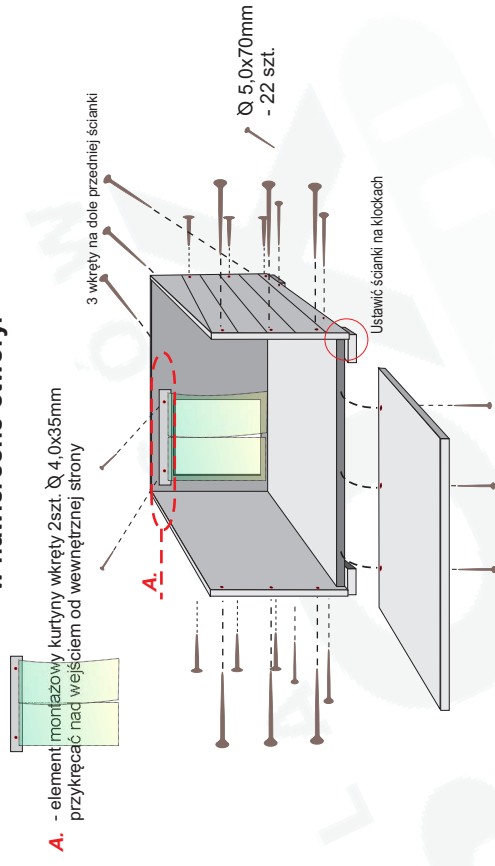 A. - element montażowy kurtyny wkręty 2szt. Ꙭ 4,0x35mm
przykręcać nad wejściem od wewnętrznej strony
A.
3 wkręty na dole przedniej ścianki
Ø 5,0x70mm
- 22 szt.
Ustawić ścianki na klockach